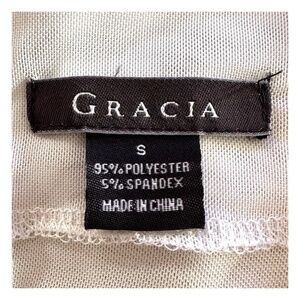 GRACIA
S
95% POLYESTER
5% SPANDEX
MADE IN CHINA